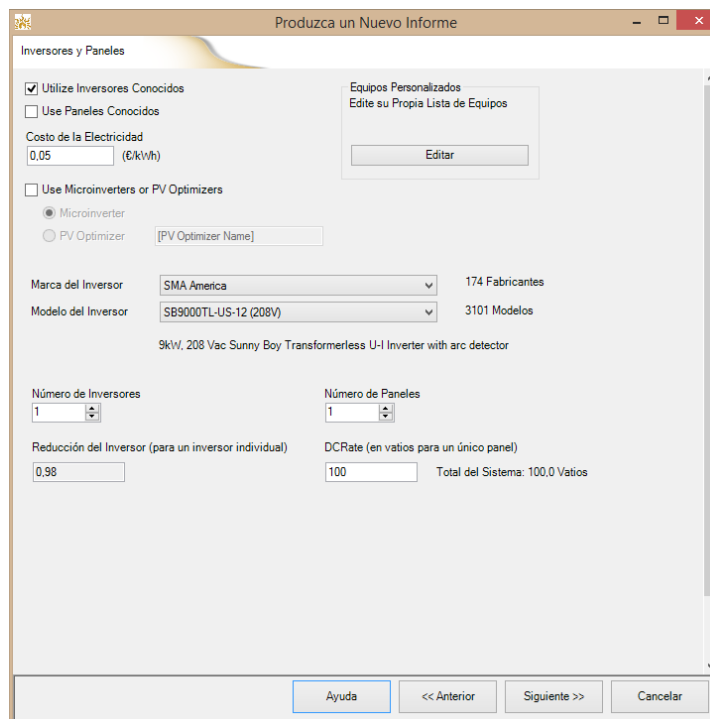 Produzca un Nuevo Informe
Inversores y Paneles
Utilize Inversores Conocidos
Use Paneles Conocidos
Equipos Personalizados
Edite su Propia Lista de Equipos
Editar
Costo de la Electricidad
0,05 (€/kWh)
Use Microinverters or PV Optimizers
Microinverter
PV Optimizer [PV Optimizer Name]
Marca del Inversor SMA America 174 Fabricantes
Modelo del Inversor SB9000TL-US-12 (208V) 3101 Modelos
9kW, 208 Vac Sunny Boy Transformerless U-I Inverter with arc detector
Número de Inversores Número de Paneles
1 1
Reducción del Inversor (para un inversor individual) DCRate (en vatios para un único panel)
0,98 100 Total del Sistema: 100,0 Vatios
Ayuda << Anterior Siguiente >> Cancelar